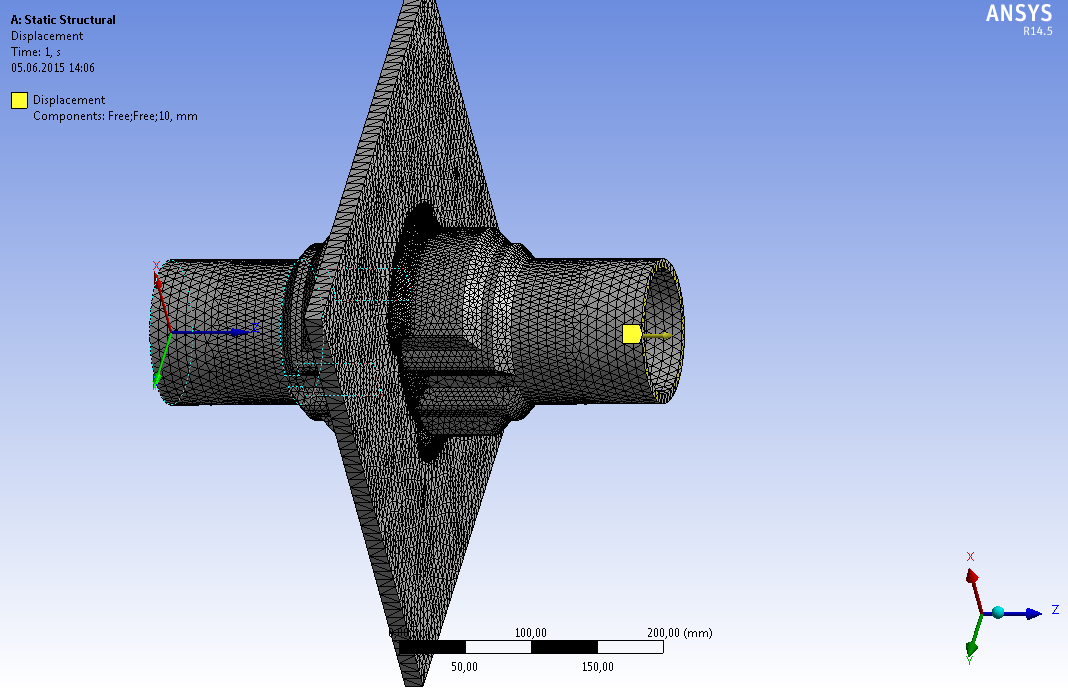 A: Static Structural
Displacement
Time: 1, s
05.06.2015 14:06
Displacement
Components: Free;Free;10, mm
ANSYS
R14.5
X
X
Z
Y
100,00
200,00 (mm)
50,00
150,00